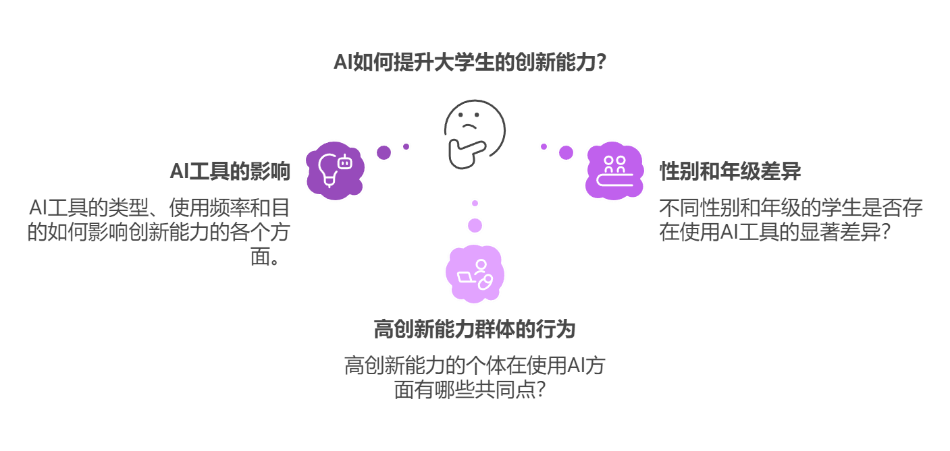 AI如何提升大学生的创新能力？
AI工具的影响
AI工具的类型、使用频率和目
的如何影响创新能力的各个方
面。
性别和年级差异
不同性别和年级的学生是否存
在使用AI工具的显著差异？
高创新能力群体的行为
高创新能力的个体在使用AI方
面有哪些共同点？